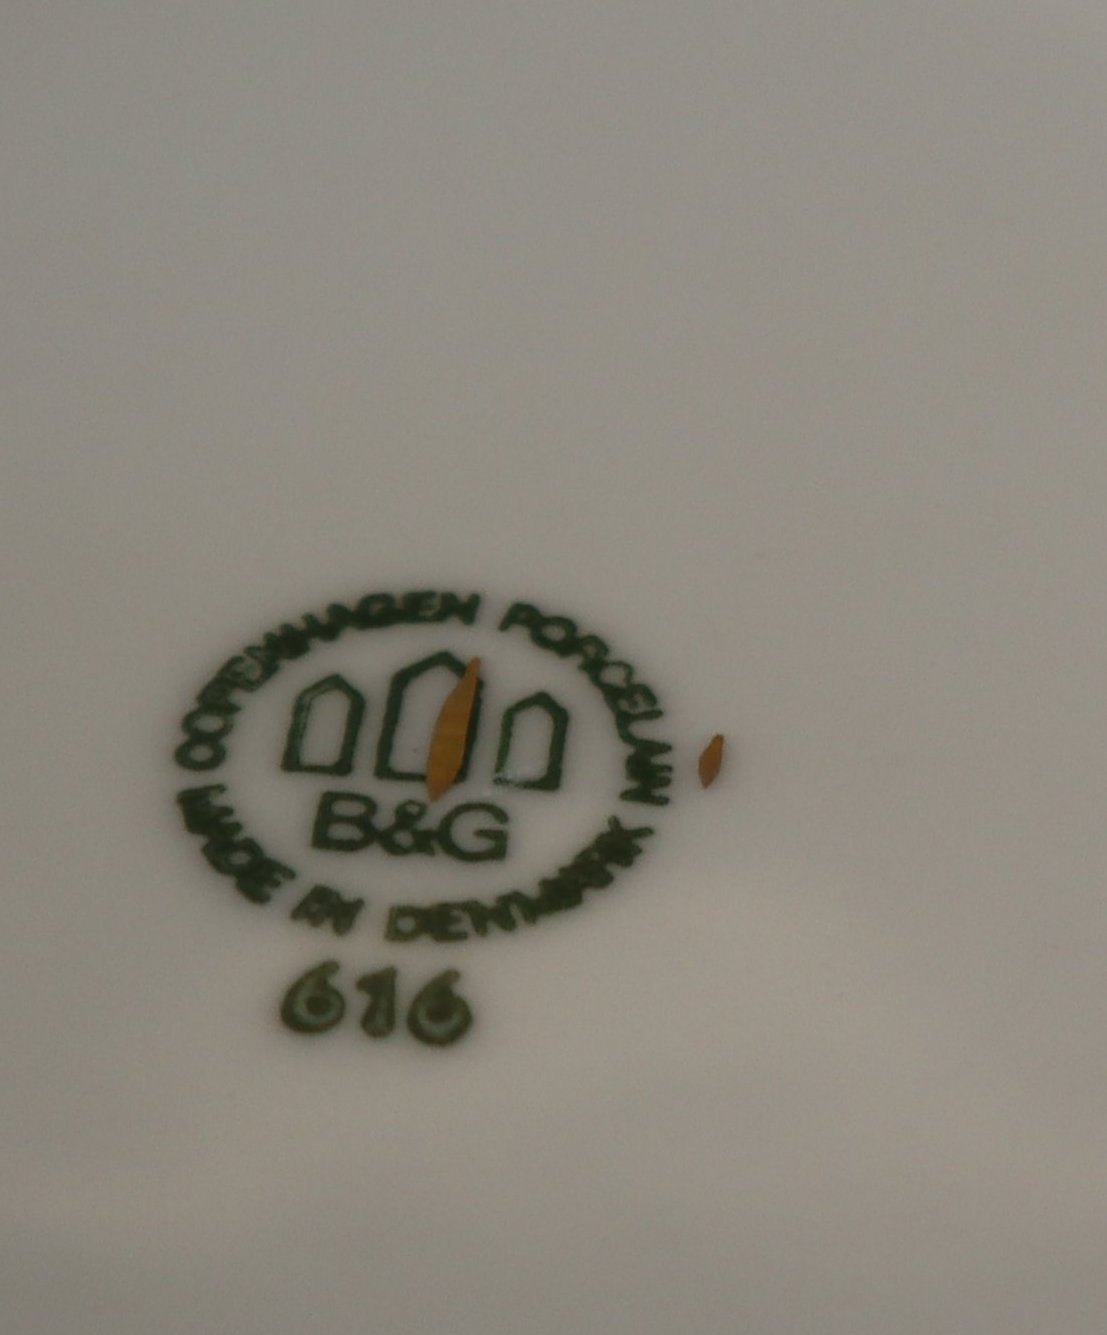 COPENHAGEN PORCELAIN
B&G
MADE IN DENMARK
616